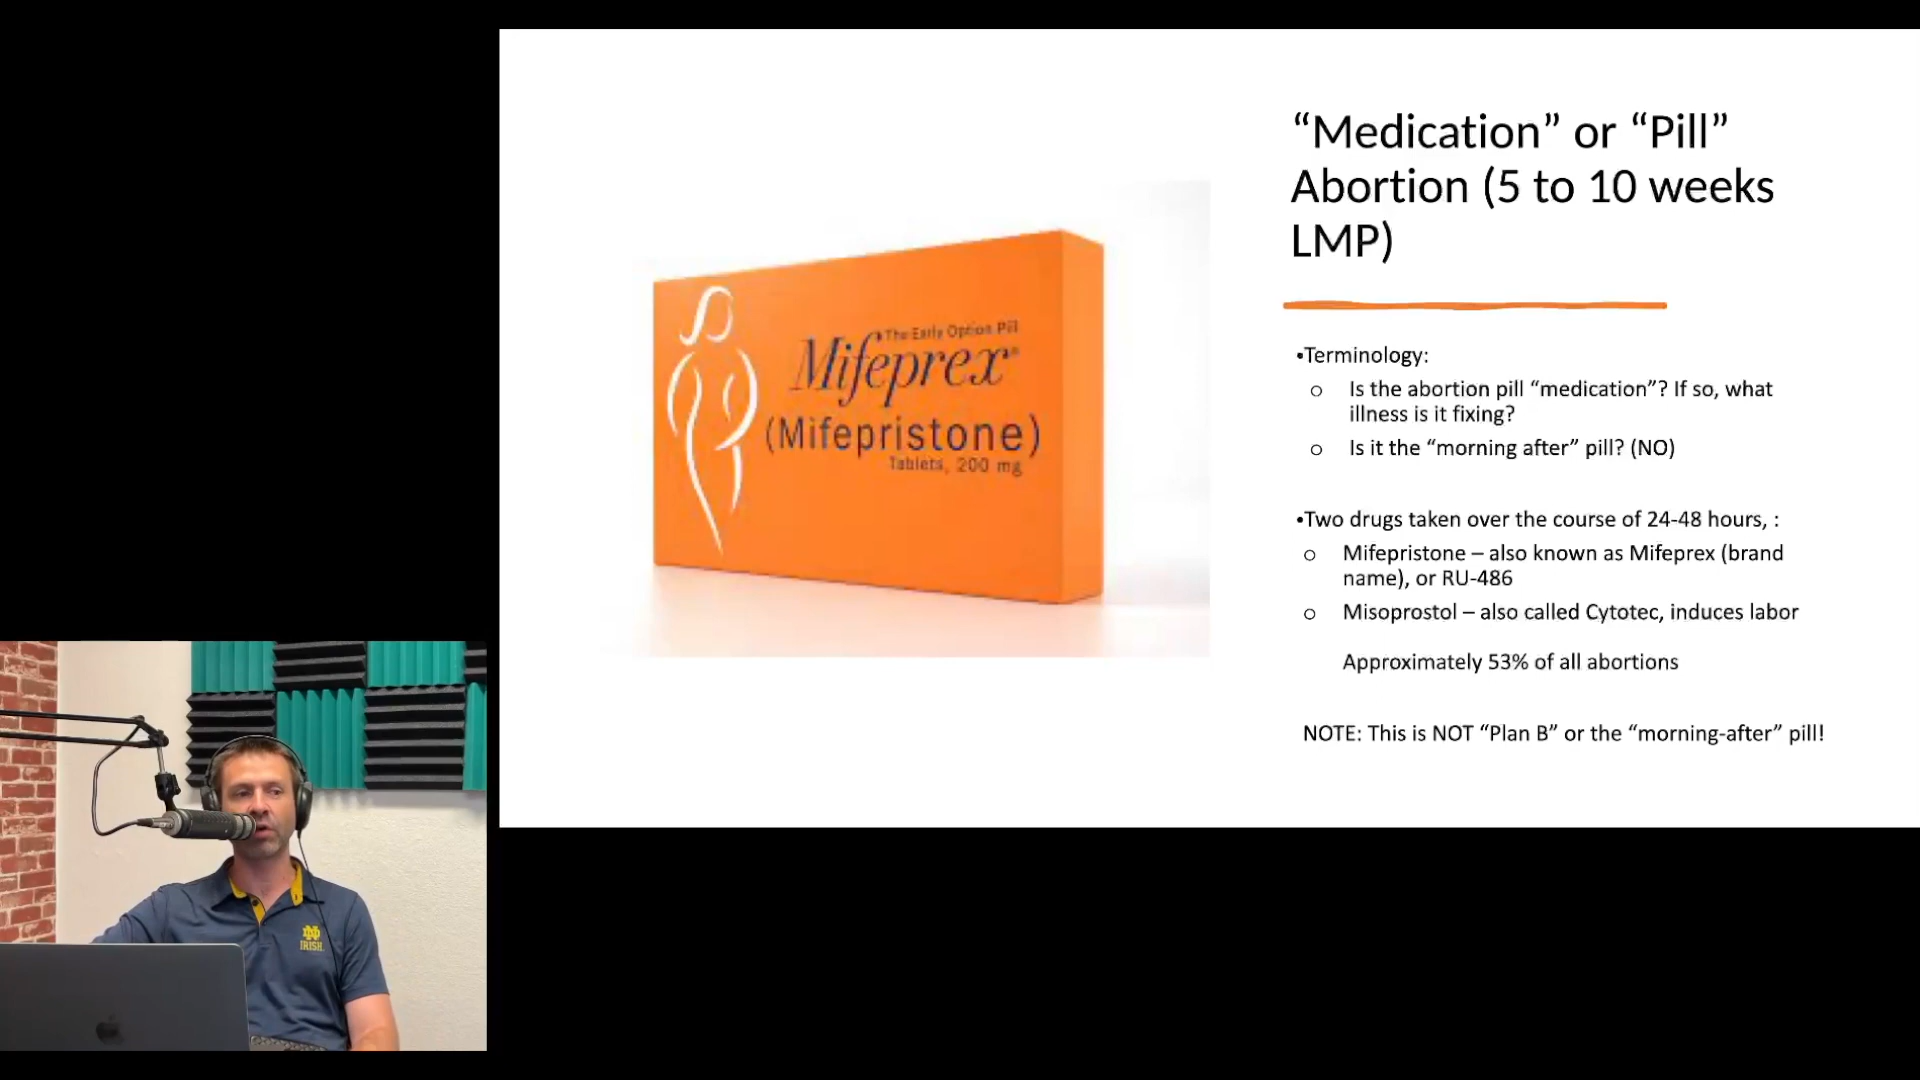 “Medication” or “Pill”
Abortion (5 to 10 weeks
LMP)
The Early Option Pill
Mifeprex®
(Mifepristone)
Tablets, 200 mg
•Terminology:
o Is the abortion pill “medication”? If so, what
illness is it fixing?
o Is it the “morning after” pill? (NO)
•Two drugs taken over the course of 24-48 hours, :
o Mifepristone – also known as Mifeprex (brand
name), or RU-486
o Misoprostol – also called Cytotec, induces labor
Approximately 53% of all abortions
NOTE: This is NOT “Plan B” or the “morning-after” pill!
ND
IRISH